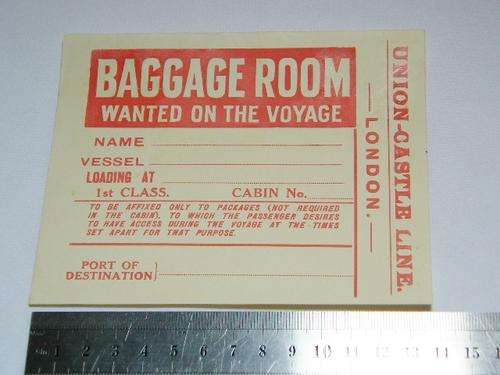 BAGGAGE ROOM
WANTED ON THE VOYAGE
NAME
VESSEL
LOADING AT
1st CLASS. CABIN No.
TO BE AFFIXED ONLY TO PACKAGES (NOT REQUIRED
IN THE CABIN), TO WHICH THE PASSENGER DESIRES
TO HAVE ACCESS DURING THE VOYAGE AT THE TIMES
SET APART FOR THAT PURPOSE.
PORT OF
DESTINATION
UNION-CASTLE LINE.
LONDON.
1 2 3 4 5 6 7 8 9 10 11 12 13 14 15